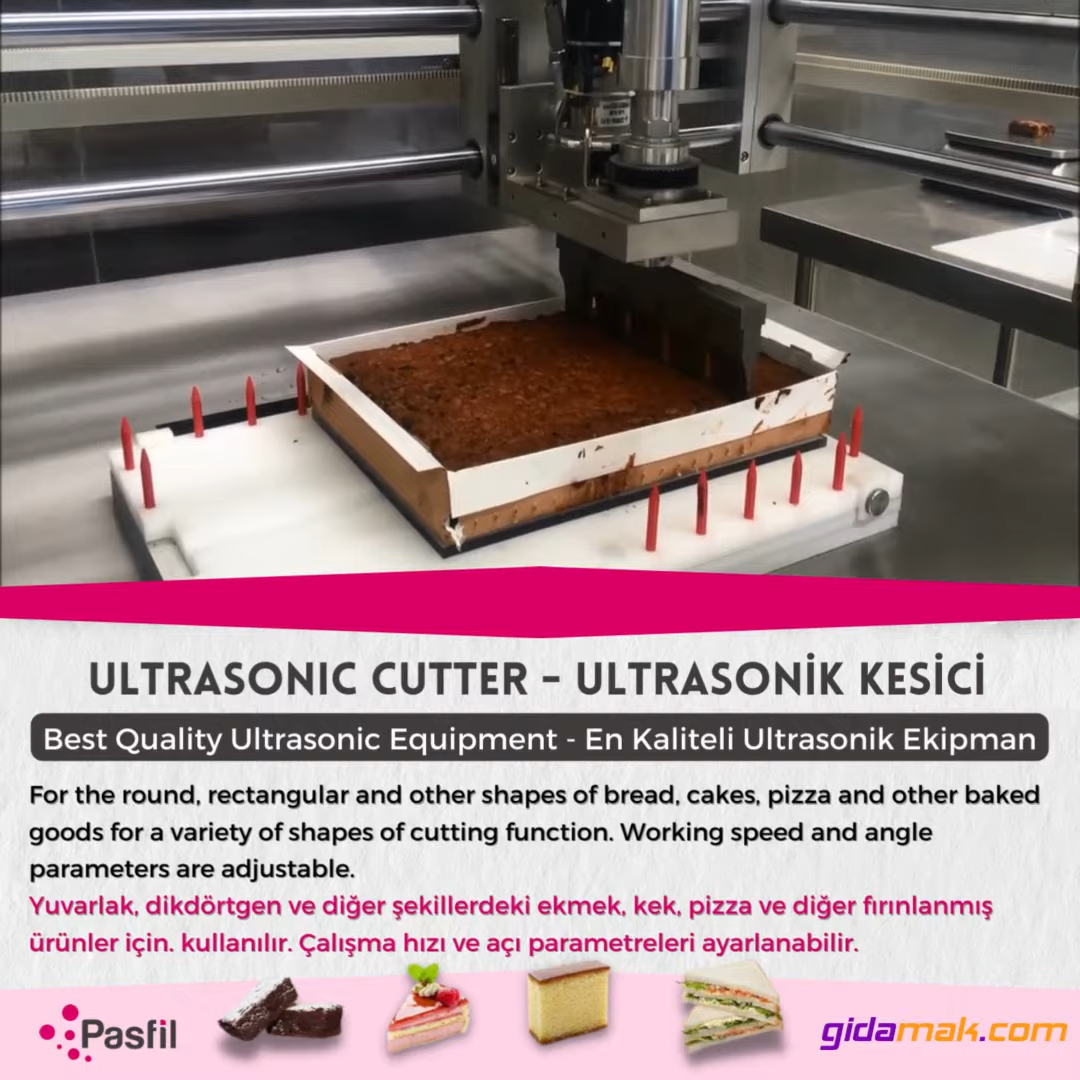 ULTRASONIC CUTTER - ULTRASONİK KESİCİ
Best Quality Ultrasonic Equipment - En Kaliteli Ultrasonik Ekipman
For the round, rectangular and other shapes of bread, cakes, pizza and other baked
goods for a variety of shapes of cutting function. Working speed and angle
parameters are adjustable.
Yuvarlak, dikdörtgen ve diğer şekillerdeki ekmek, kek, pizza ve diğer fırınlanmış
ürünler için. kullanılır. Çalışma hızı ve açı parametreleri ayarlanabilir.
Pasfil
gidamak.com